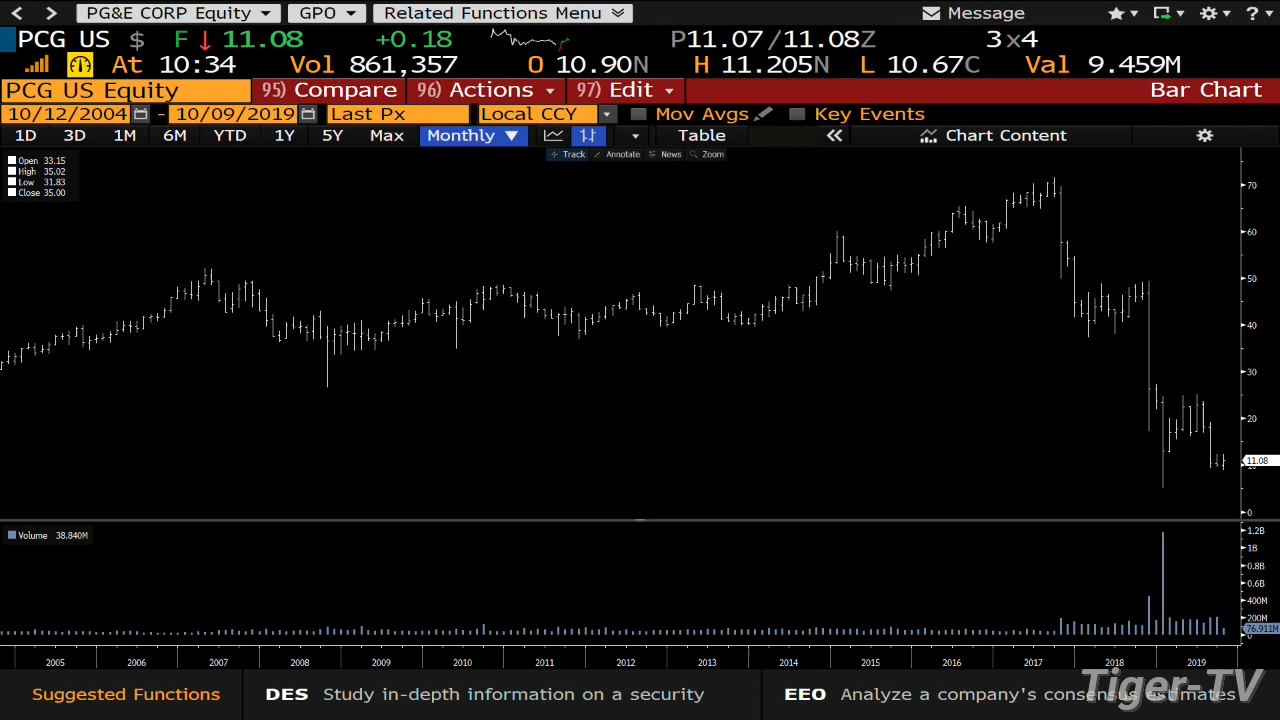 PG&E CORP Equity GPO Related Functions Menu Message ?
PCG US $ F ↓ 11.08 +0.18 P11.07/11.08Z 3x4
At 10:34 Vol 861,357 O 10.90N H 11.205N L 10.67C Val 9.459M
PCG US Equity 95) Compare 96) Actions 97) Edit Bar Chart
10/12/2004 - 10/09/2019 Last Px Local CCY Mov Avgs Key Events
1D 3D 1M 6M YTD 1Y 5Y Max Monthly ▼ Table « Chart Content
Track Annotate News Zoom
Open 33.15
High 35.02
Low 31.83
Close 35.00
70
60
50
40
30
20
11.08
10
0
Volume 38.840M
1.2B
1B
0.8B
0.6B
400M
200M
76.911M
0
2005 2006 2007 2008 2009 2010 2011 2012 2013 2014 2015 2016 2017 2018 2019
Suggested Functions DES Study in-depth information on a security EEO Analyze a company's consensus estimates
Tiger-TV